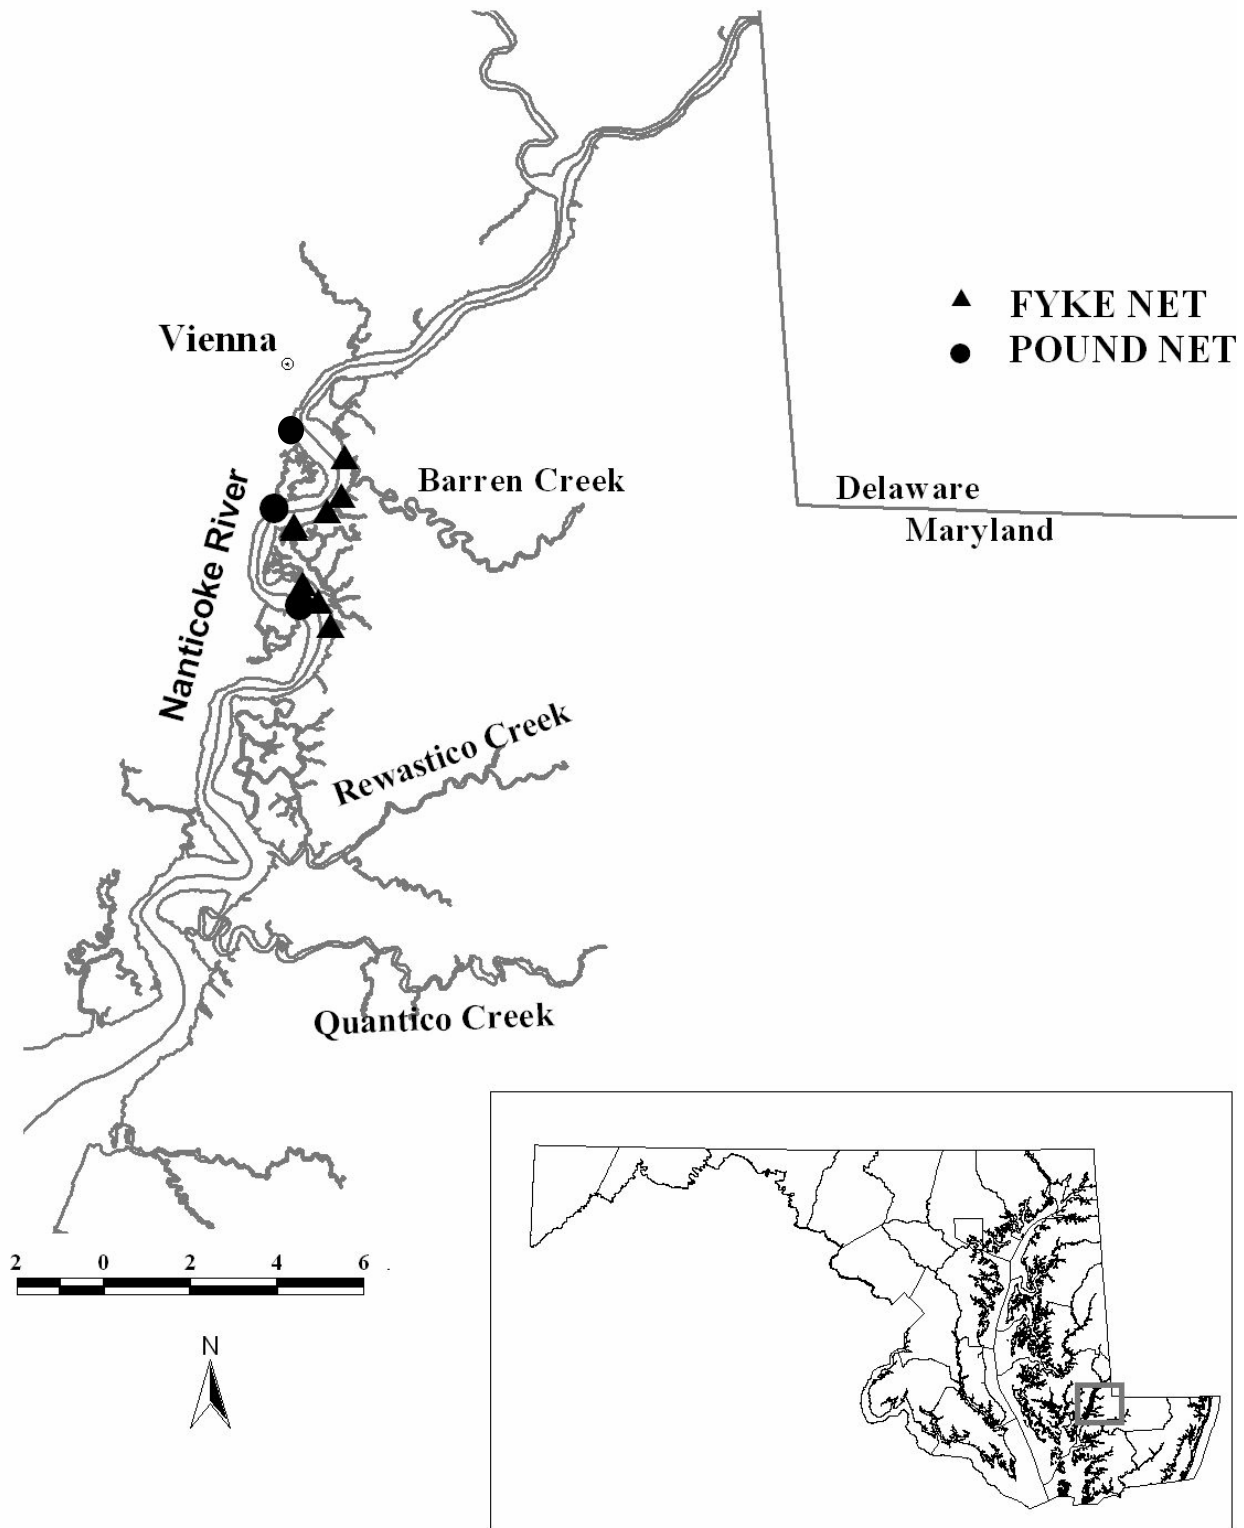 Vienna
FYKE NET
POUND NET
Barren Creek
Delaware
Maryland
Nanticoke River
Rewastico Creek
Quantico Creek
2 0 2 4 6
N